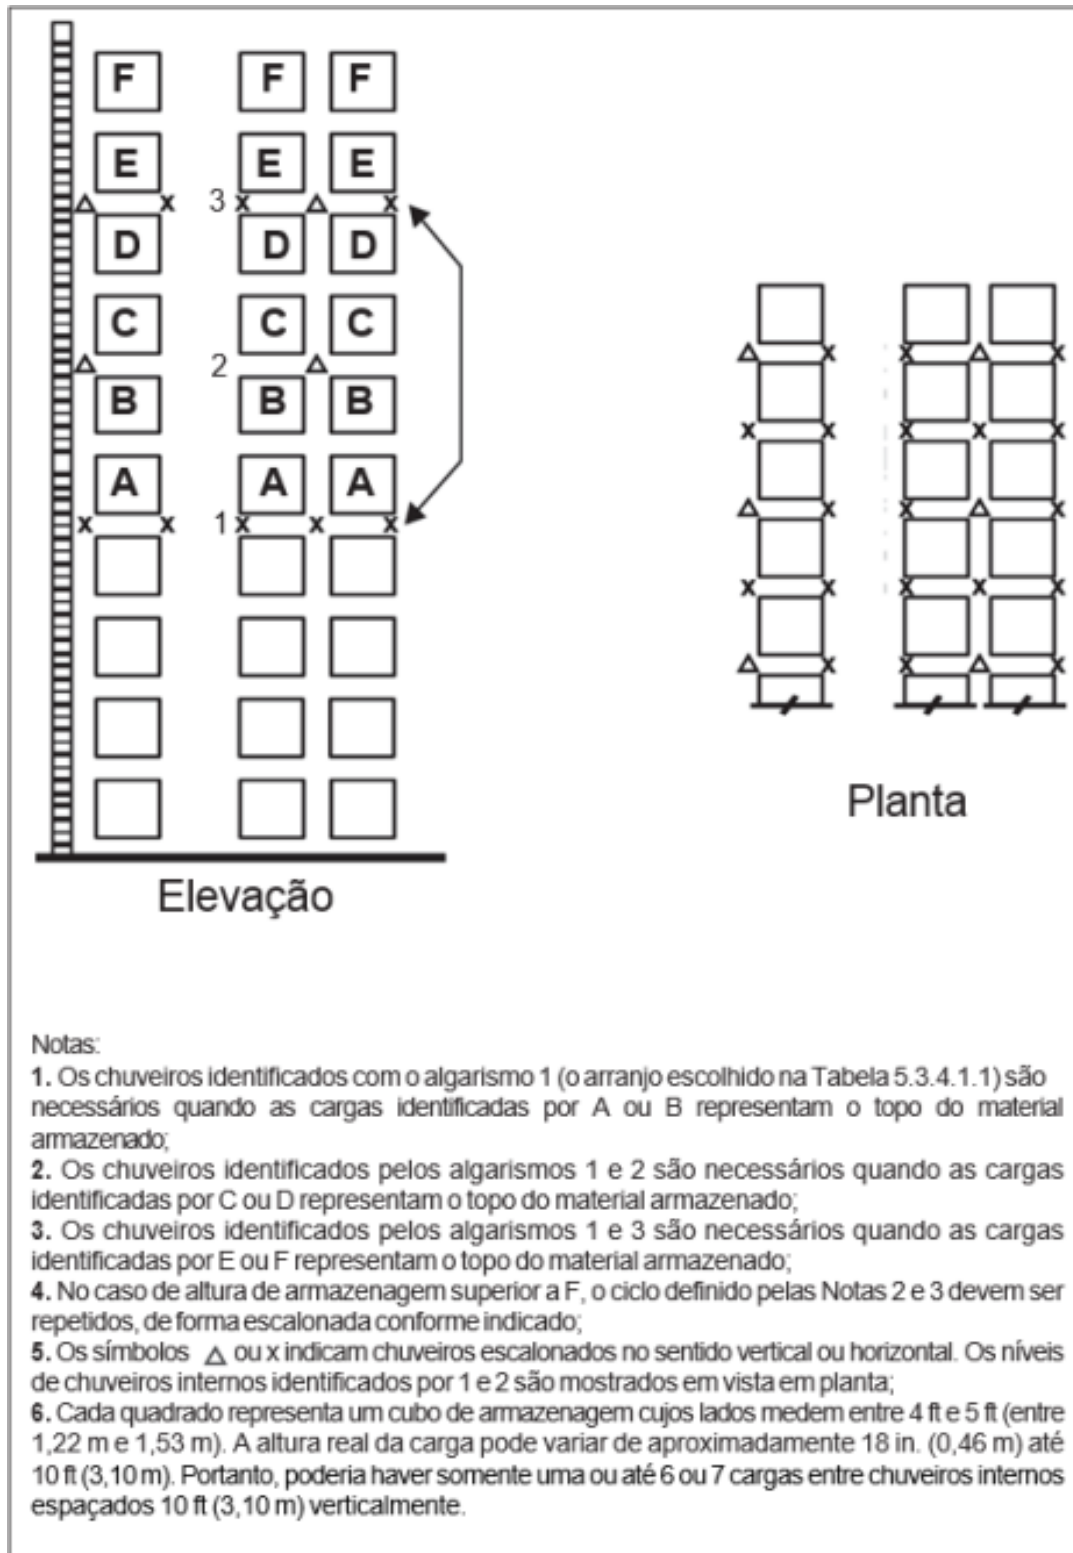 F F F
E E E
3 x x x
D D D
C C C
2
B B B
A A A
x x 1 x x x
x x x x
x x x x x
x x x x
x x x x x
x x x x
Planta
Elevação
Notas:
1. Os chuveiros identificados com o algarismo 1 (o arranjo escolhido na Tabela 5.3.4.1.1) são
necessários quando as cargas identificadas por A ou B representam o topo do material
armazenado;
2. Os chuveiros identificados pelos algarismos 1 e 2 são necessários quando as cargas
identificadas por C ou D representam o topo do material armazenado;
3. Os chuveiros identificados pelos algarismos 1 e 3 são necessários quando as cargas
identificadas por E ou F representam o topo do material armazenado;
4. No caso de altura de armazenagem superior a F, o ciclo definido pelas Notas 2 e 3 devem ser
repetidos, de forma escalonada conforme indicado;
5. Os símbolos △ ou x indicam chuveiros escalonados no sentido vertical ou horizontal. Os níveis
de chuveiros internos identificados por 1 e 2 são mostrados em vista em planta;
6. Cada quadrado representa um cubo de armazenagem cujos lados medem entre 4 ft e 5 ft (entre
1,22 m e 1,53 m). A altura real da carga pode variar de aproximadamente 18 in. (0,46 m) até
10 ft (3,10 m). Portanto, poderia haver somente uma ou até 6 ou 7 cargas entre chuveiros internos
espaçados 10 ft (3,10 m) verticalmente.